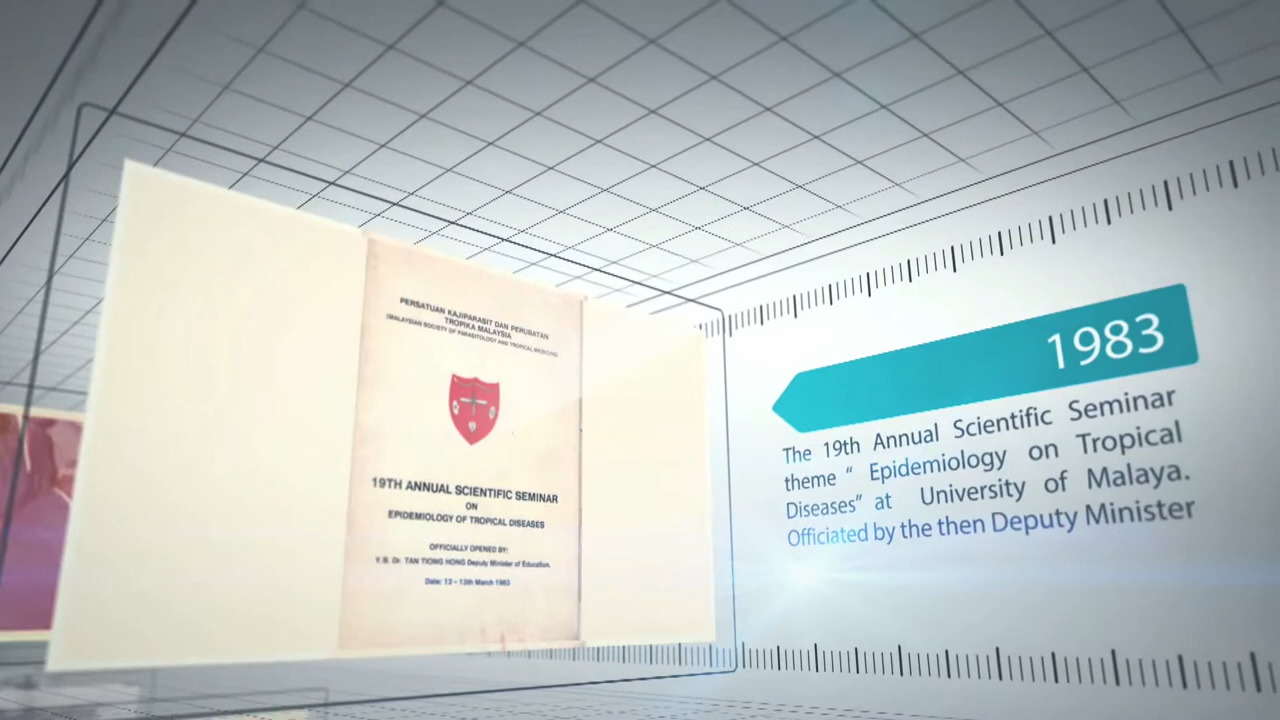 PERSATUAN KAJIPARASIT DAN PERUBATAN
TROPIKA MALAYSIA
(MALAYSIAN SOCIETY OF PARASITOLOGY AND TROPICAL MEDICINE)
19TH ANNUAL SCIENTIFIC SEMINAR
ON
EPIDEMIOLOGY OF TROPICAL DISEASES
OFFICIALLY OPENED BY:
Y.B. Dr. TAN TIONG HONG Deputy Minister of Education.
Date: 12 – 13th March 1983
1983
The 19th Annual Scientific Seminar
theme “ Epidemiology on Tropical
Diseases” at University of Malaya.
Officiated by the then Deputy Minister